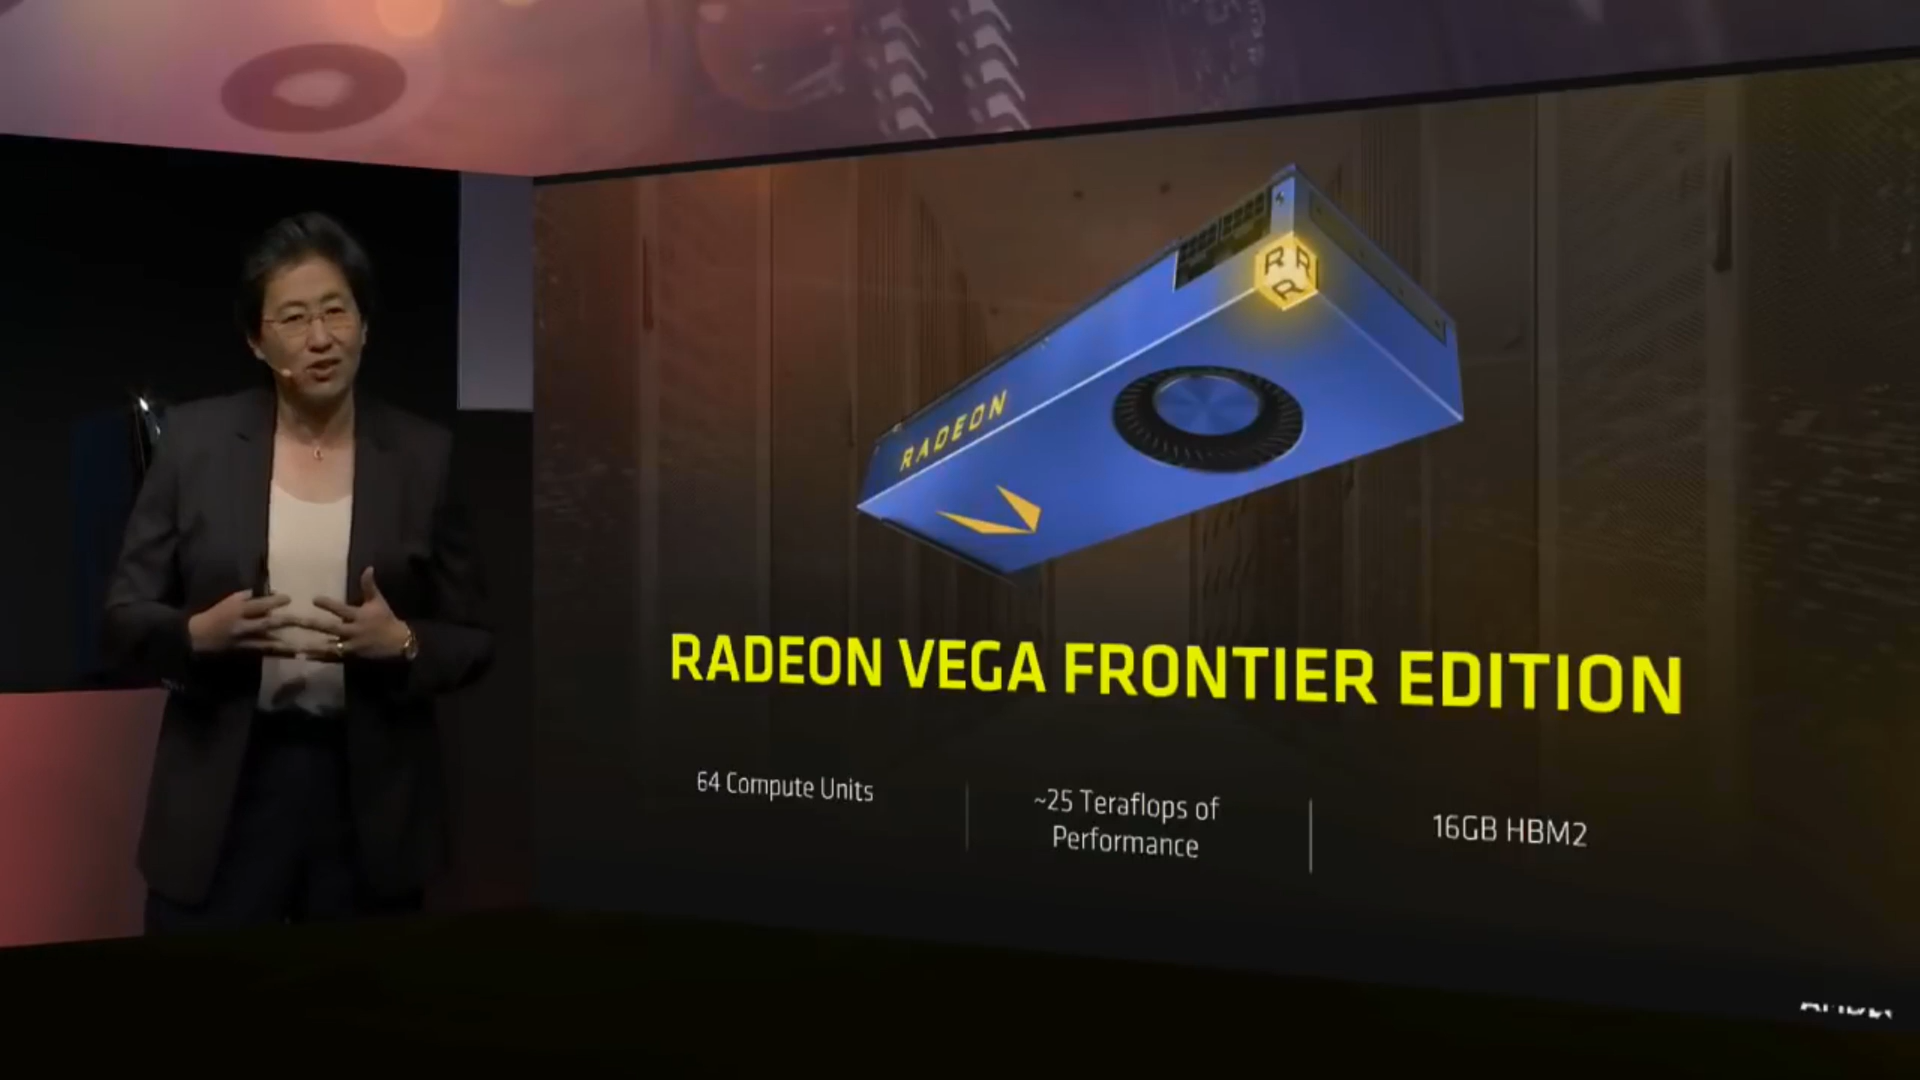 RADEON
R R
R
RADEON VEGA FRONTIER EDITION
64 Compute Units
~25 Teraflops of
Performance
16GB HBM2